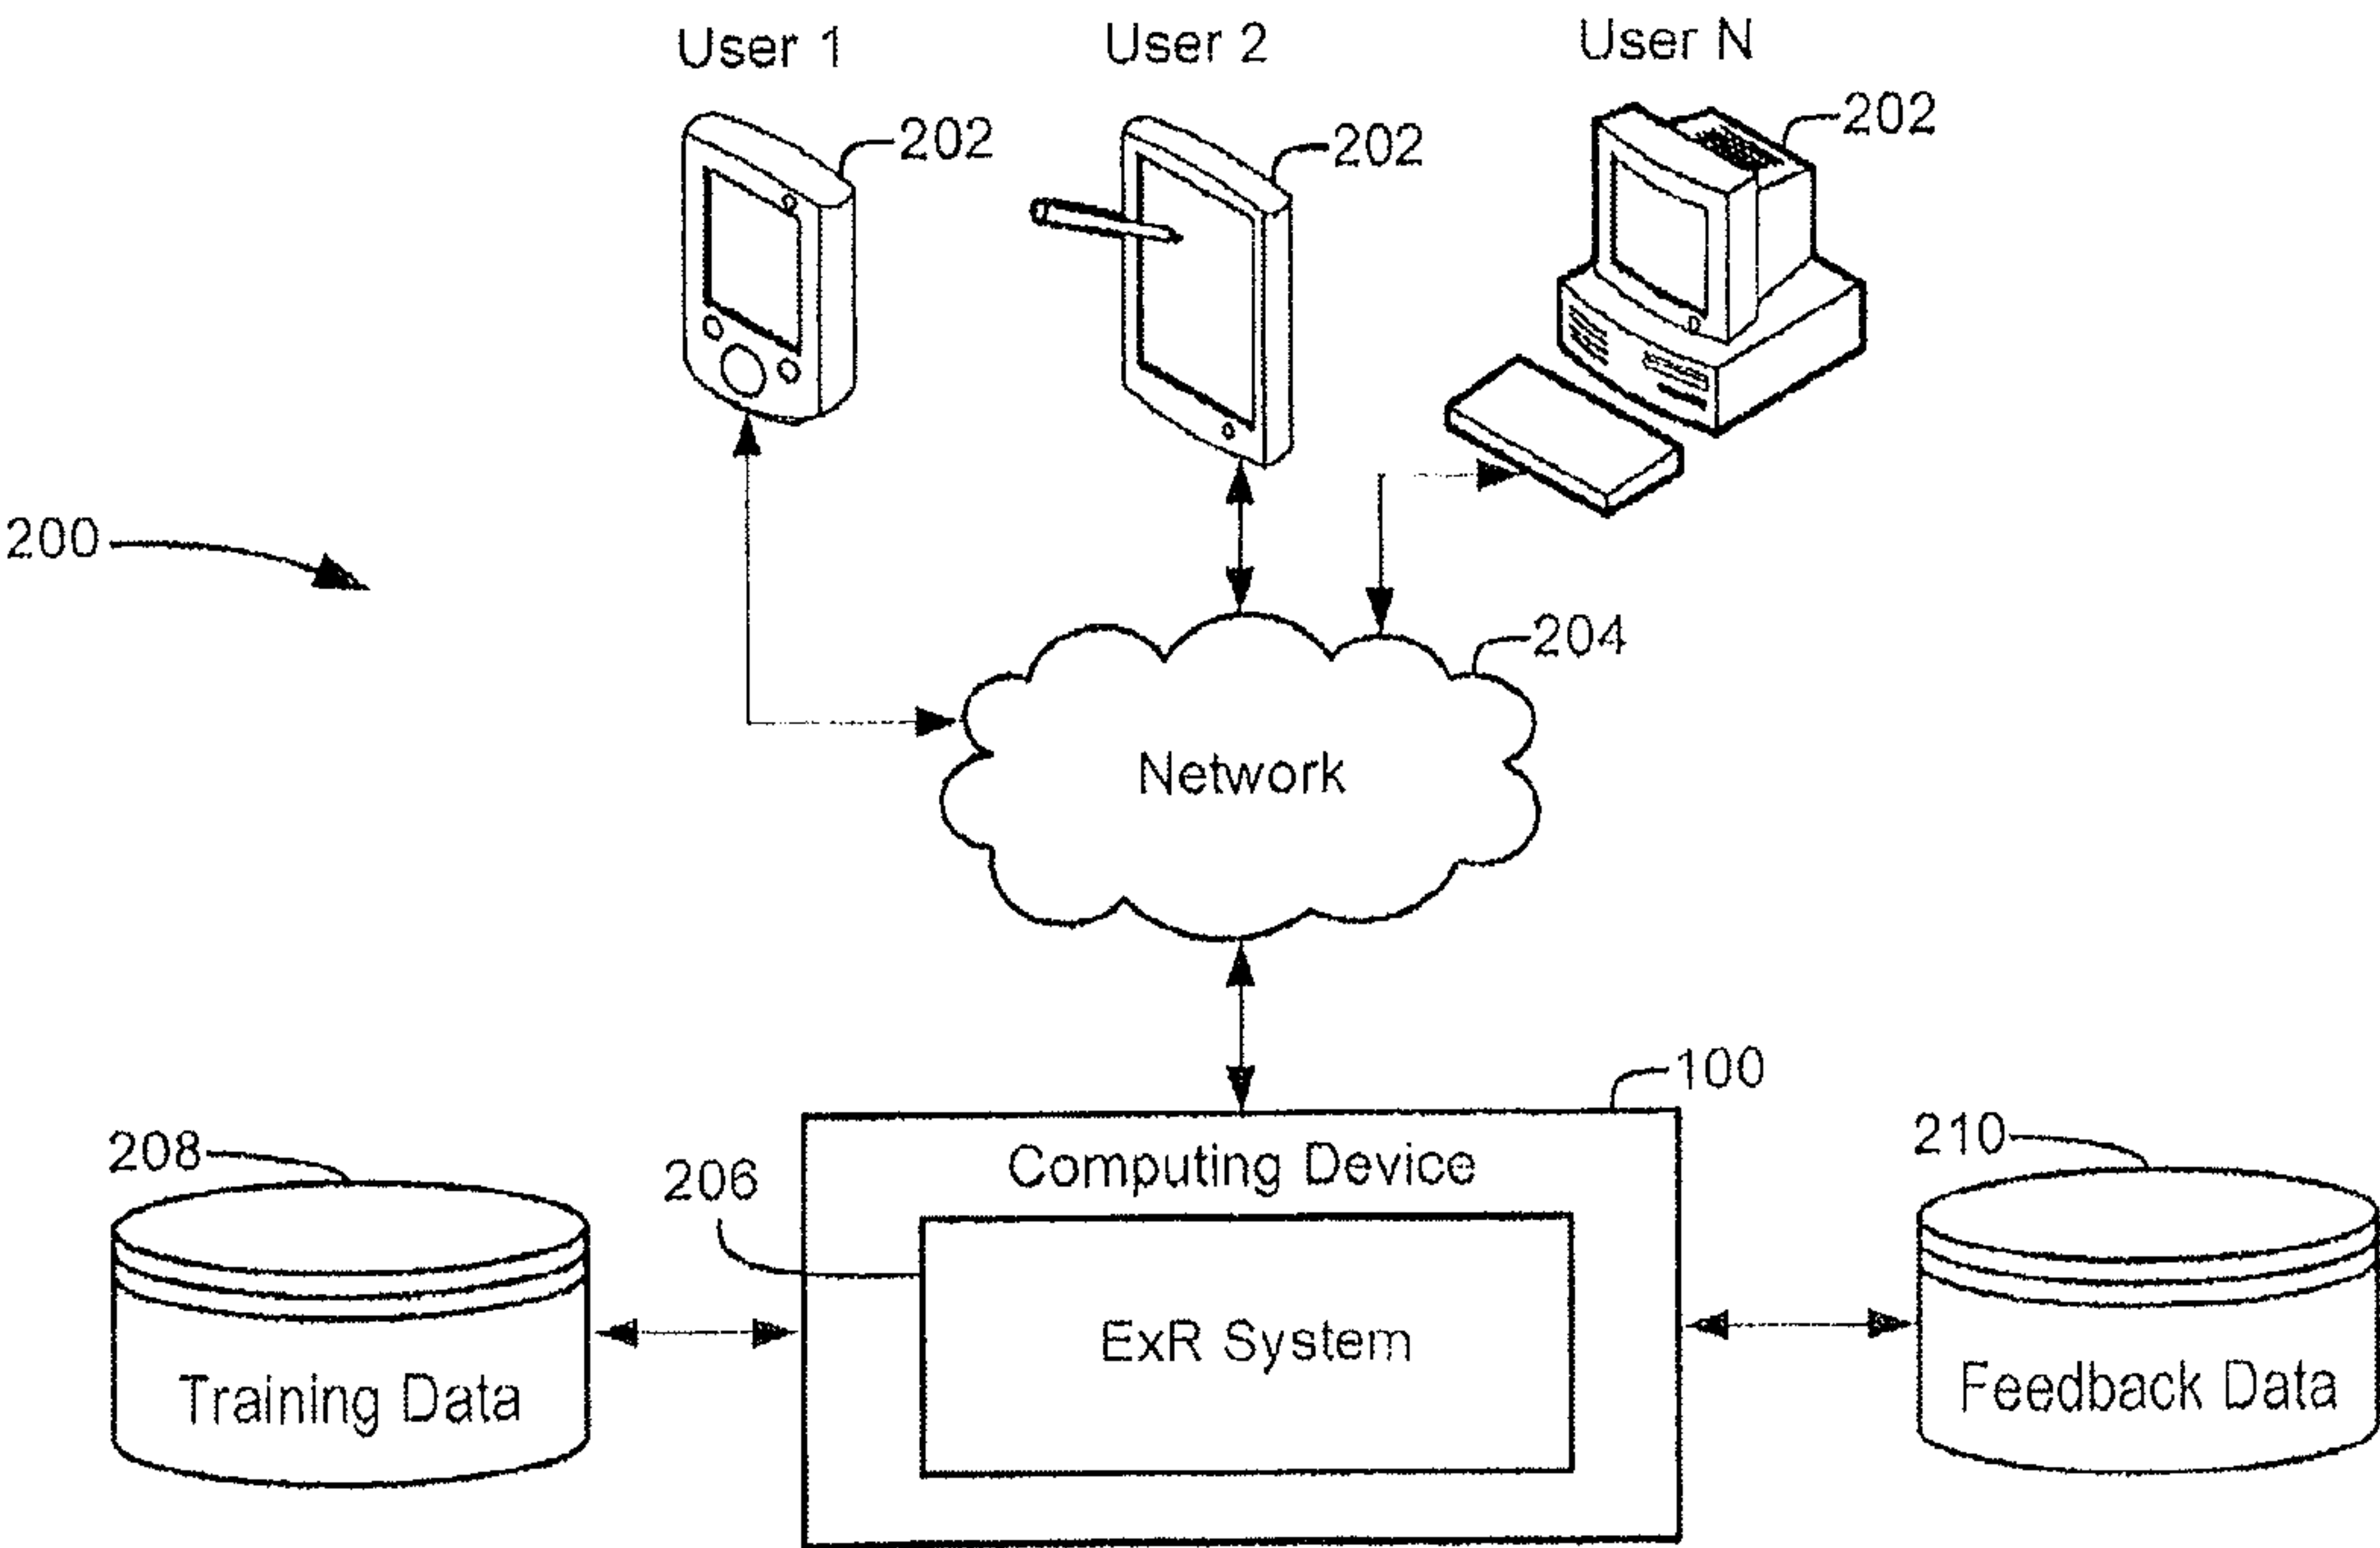 User 1
User 2
User N
202
202
202
200
204
Network
100
208
206
Computing Device
210
ExR System
Training Data
Feedback Data